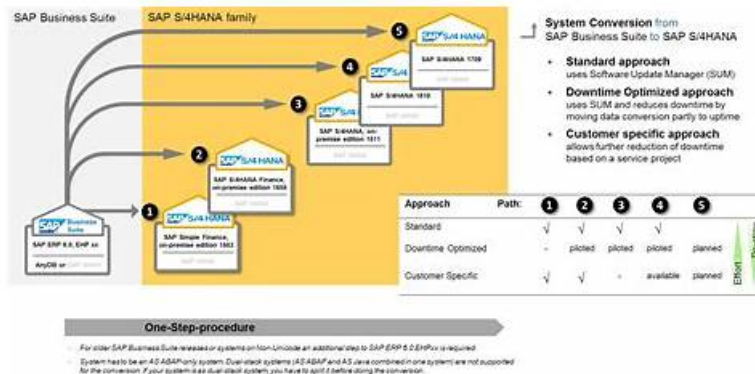 SAP Business Suite
SAP S/4HANA family
System Conversion from
SAP Business Suite to SAP S/4HANA
Standard approach
uses Software Update Manager (SUM)
Downtime Optimized approach
uses SUM and reduces downtime by
moving data conversion partly to uptime
Customer specific approach
allows further reduction of downtime
based on a service project
5
SAP S/4 HANA
SAP S/4HANA 1709
4
SAP S/4
SAP S/4HANA 1610
3
SAP S/4 HANA
SAP S/4HANA, on-
premise edition 1511
2
SAP S/4 HANA
SAP S/4HANA Finance,
on-premise edition 1605
1
SAP S/4 HANA
SAP Simple Finance,
on-premise edition 1503
SAP Business
Suite
SAP ERP 6.0, EHP xx
AnyDB or
Approach Path: 1 2 3 4 5
Standard √ √ √ √
Downtime Optimized - piloted piloted piloted planned
Customer Specific √ √ - available planned
Effort
One-Step-procedure
For older SAP Business Suite releases or systems on Non-Unicode an additional step to SAP ERP 6.0 EHPxx is required
System has to be an AS ABAP-only system. Dual-stack systems (AS ABAP and AS Java combined in one system) are not supported
for the conversion. If your system is as dual-stack system, you have to split it before doing the conversion.